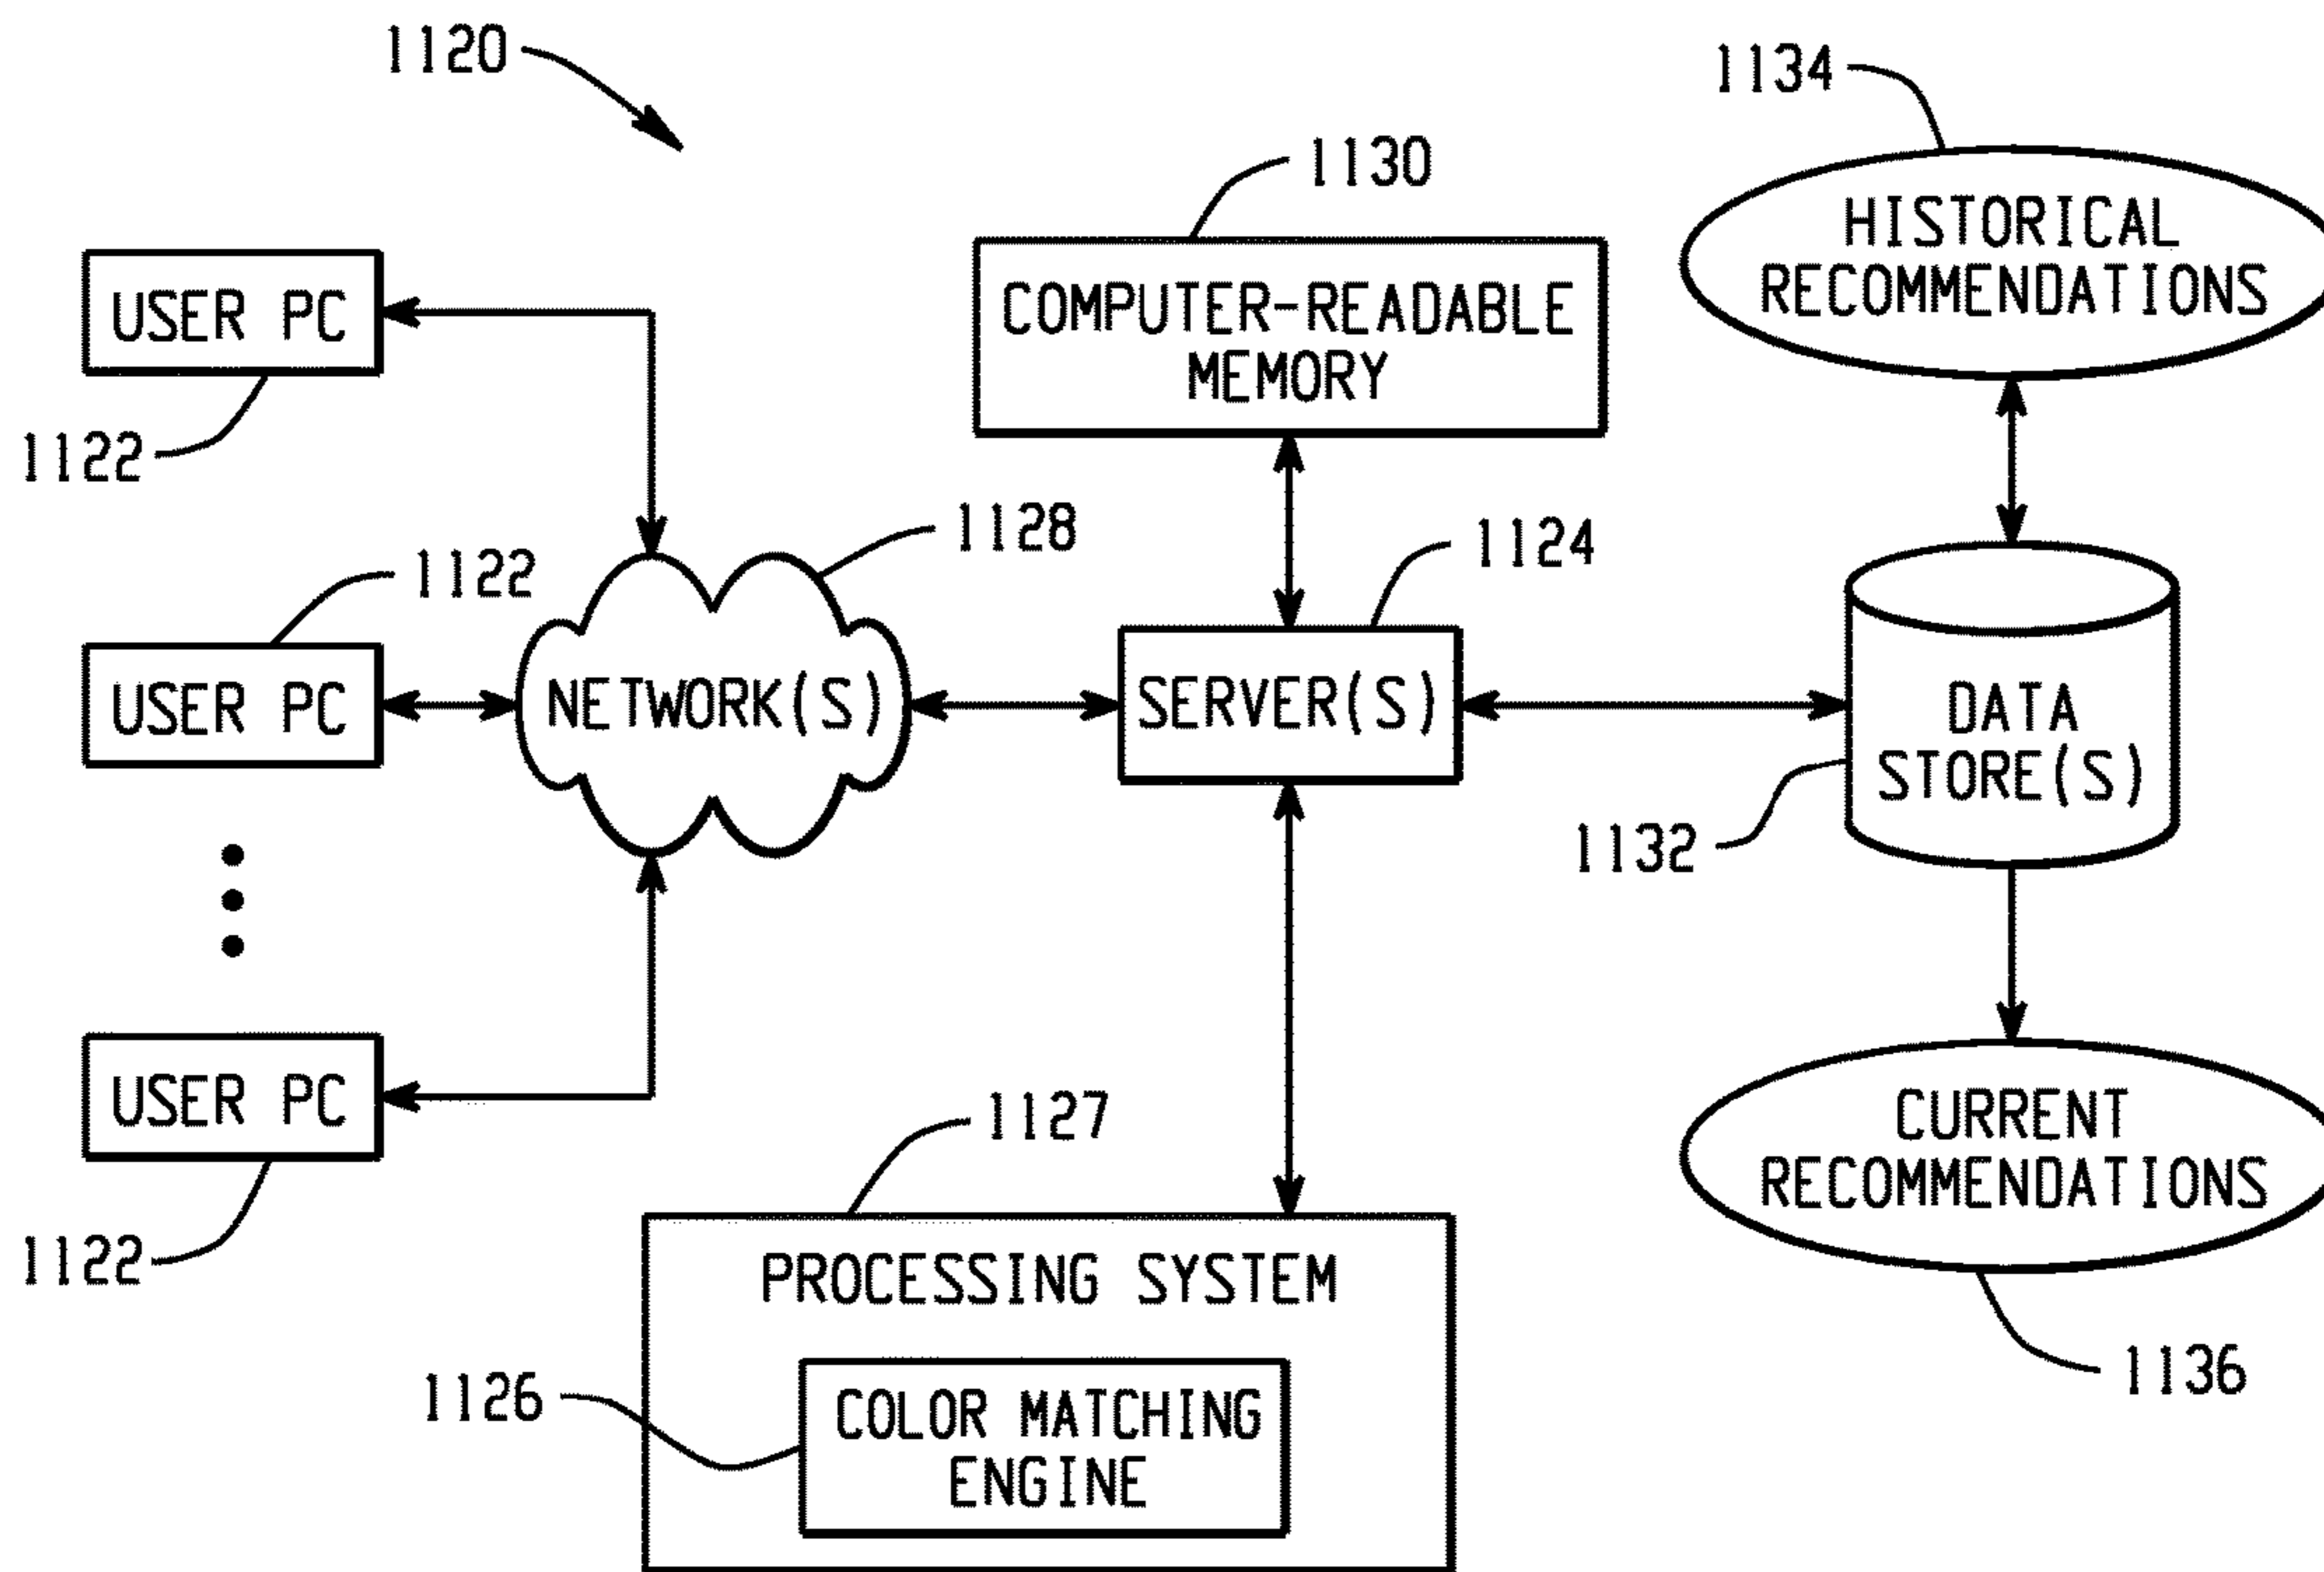 1120
1134
1130
HISTORICAL
RECOMMENDATIONS
USER PC
COMPUTER-READABLE
MEMORY
1122
1128
1124
1122
USER PC
NETWORK(S)
SERVER(S)
DATA
STORE(S)
1132
USER PC
1127
CURRENT
RECOMMENDATIONS
1122
PROCESSING SYSTEM
1136
1126
COLOR MATCHING
ENGINE